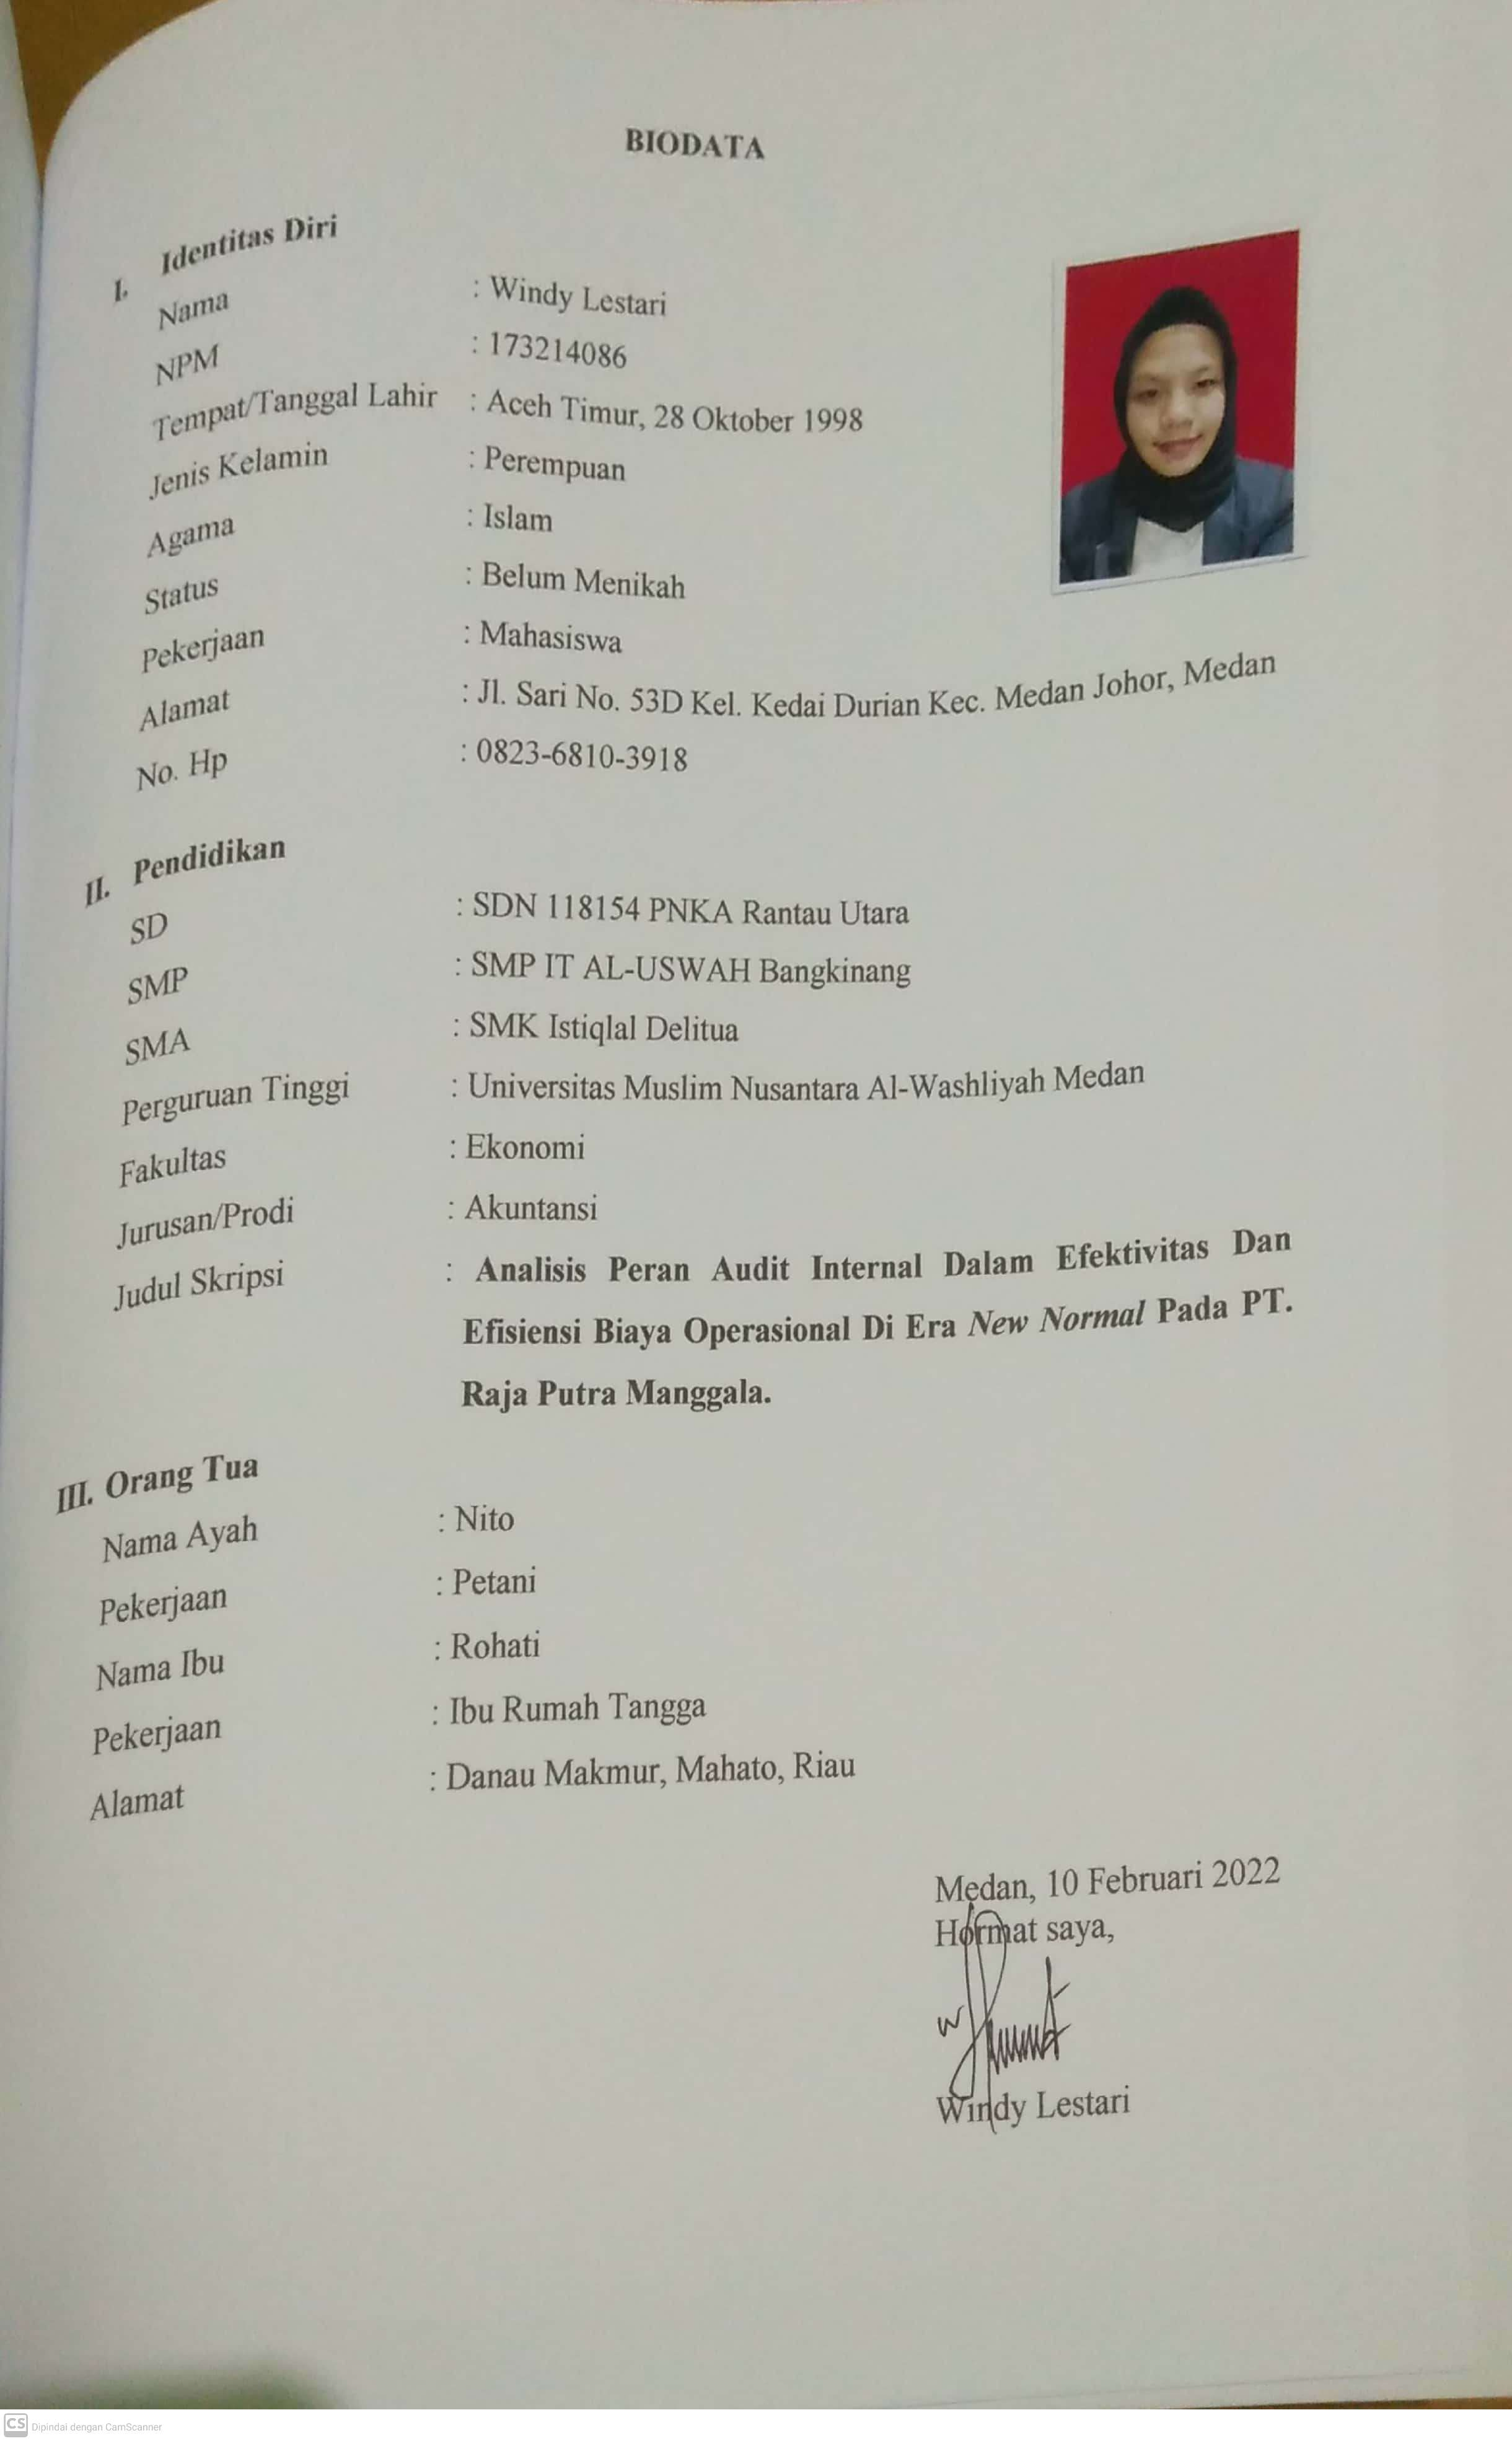 BIODATA
I. Identitas Diri
Nama : Windy Lestari
NPM : 173214086
Tempat/Tanggal Lahir : Aceh Timur, 28 Oktober 1998
Jenis Kelamin : Perempuan
Agama : Islam
Status : Belum Menikah
Pekerjaan : Mahasiswa
Alamat : Jl. Sari No. 53D Kel. Kedai Durian Kec. Medan Johor, Medan
No. Hp : 0823-6810-3918
II. Pendidikan
SD : SDN 118154 PNKA Rantau Utara
SMP : SMP IT AL-USWAH Bangkinang
SMA : SMK Istiqlal Delitua
Perguruan Tinggi : Universitas Muslim Nusantara Al-Washliyah Medan
Fakultas : Ekonomi
Jurusan/Prodi : Akuntansi
Judul Skripsi : Analisis Peran Audit Internal Dalam Efektivitas Dan
Efisiensi Biaya Operasional Di Era New Normal Pada PT.
Raja Putra Manggala.
III. Orang Tua
Nama Ayah : Nito
Pekerjaan : Petani
Nama Ibu : Rohati
Pekerjaan : Ibu Rumah Tangga
Alamat : Danau Makmur, Mahato, Riau
Medan, 10 Februari 2022
Hormat saya,
Windy Lestari
CS Dipindai dengan CamScanner